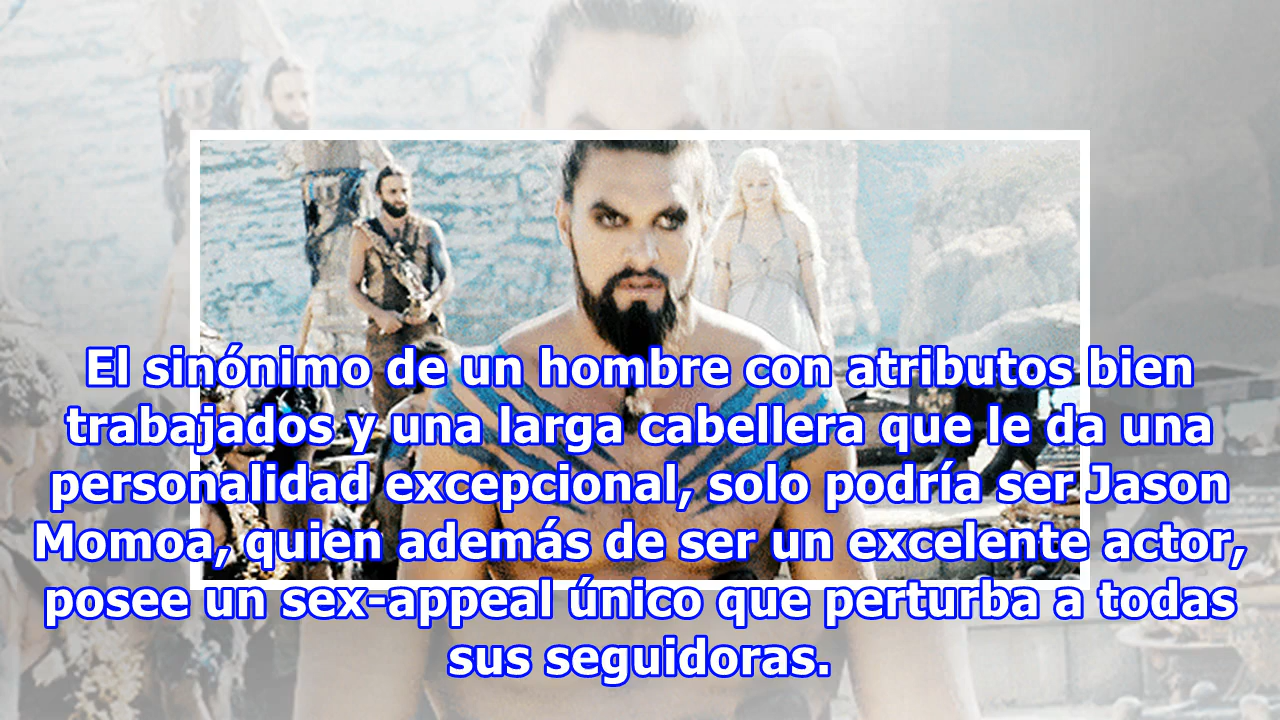 El sinónimo de un hombre con atributos bien
trabajados y una larga cabellera que le da una
personalidad excepcional, solo podría ser Jason
Momoa, quien además de ser un excelente actor,
posee un sex-appeal único que perturba a todas
sus seguidoras.